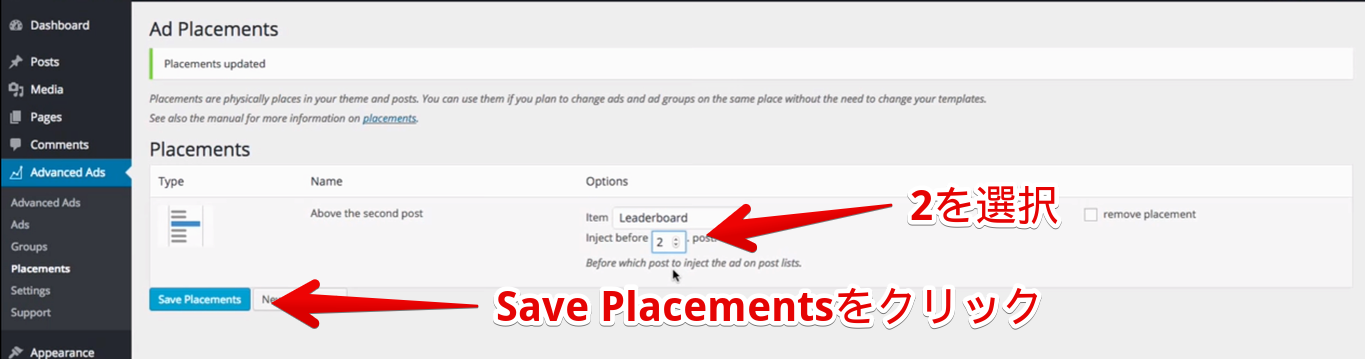 Dashboard
Posts
Media
Pages
Comments
Advanced Ads
Advanced Ads
Ads
Groups
Placements
Settings
Support
Appearance
Ad Placements
Placements updated
Placements are physically places in your theme and posts. You can use them if you plan to change ads and ad groups on the same place without the need to change your templates.
See also the manual for more information on placements.
Placements
Type Name Options
Above the second post
Item Leaderboard
Inject before 2 . post
Before which post to inject the ad on post lists.
remove placement
2を選択
Save Placements
Save Placementsをクリック